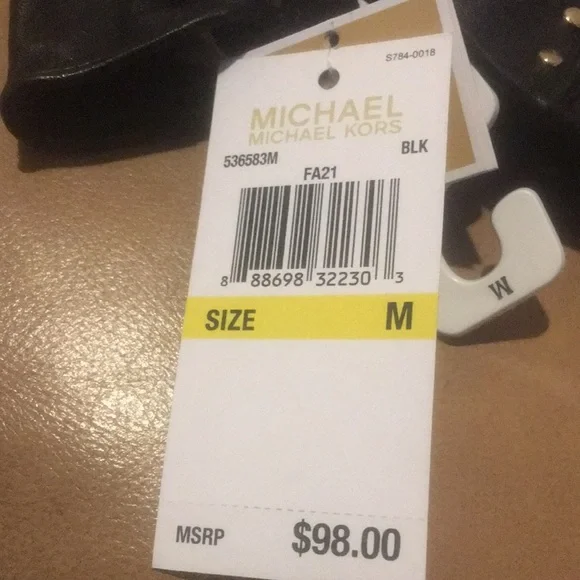 S784-0018
MICHAEL
MICHAEL KORS
536583M BLK
FA21
8 88698 32230 3
SIZE M
M
MSRP $98.00